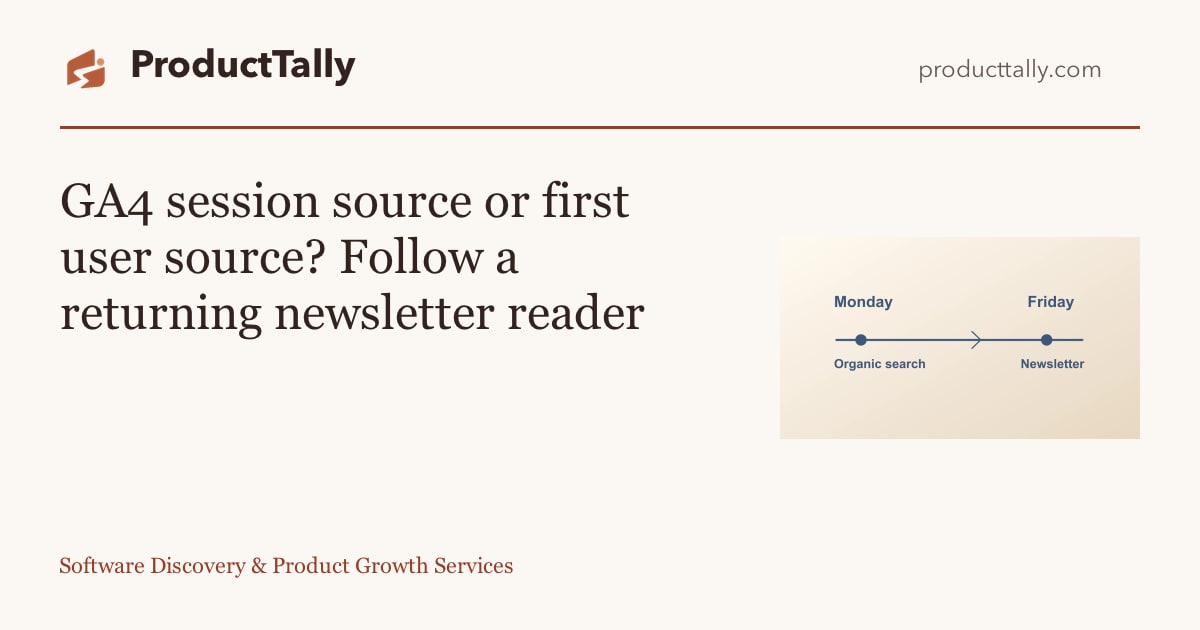 ProductTally
producttally.com
GA4 session source or first
user source? Follow a
returning newsletter reader
Monday
Friday
Organic search
Newsletter
Software Discovery & Product Growth Services